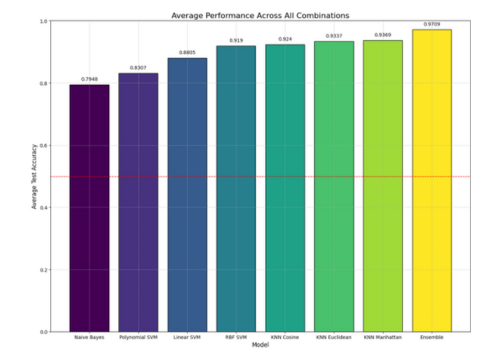 Average Performance Across All Combinations
1.0
0.8
0.6
0.4
0.2
0.0
Average Test Accuracy
0.7948
0.8307
0.8805
0.919
0.924
0.9337
0.9369
0.9709
Naive Bayes
Polynomial SVM
Linear SVM
RBF SVM
KNN Cosine
KNN Euclidean
KNN Manhattan
Ensemble
Model